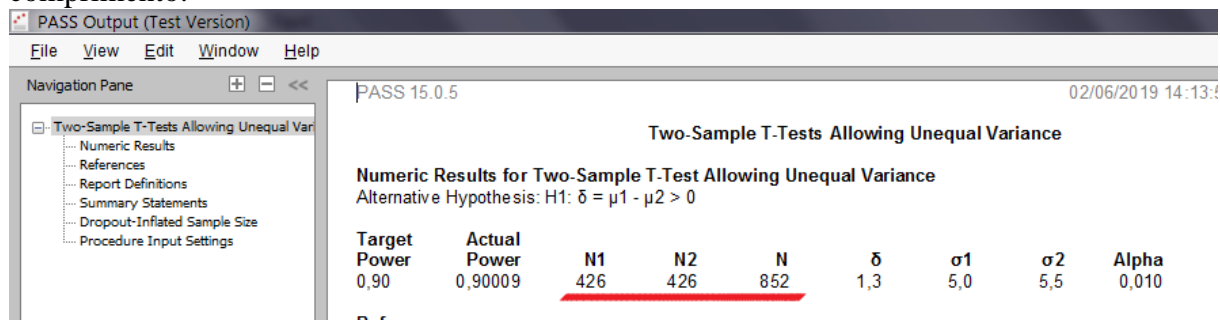 PASS Output (Test Version)
File View Edit Window Help
Navigation Pane <<
Two-Sample T-Tests Allowing Unequal Vari
Numeric Results
References
Report Definitions
Summary Statements
Dropout-Inflated Sample Size
Procedure Input Settings
PASS 15.0.5 02/06/2019 14:13:5
Two-Sample T-Tests Allowing Unequal Variance
Numeric Results for Two-Sample T-Test Allowing Unequal Variance
Alternative Hypothesis: H1: δ = µ1 - µ2 > 0
Target Actual
Power Power N1 N2 N δ σ1 σ2 Alpha
0,90 0,90009 426 426 852 1,3 5,0 5,5 0,010